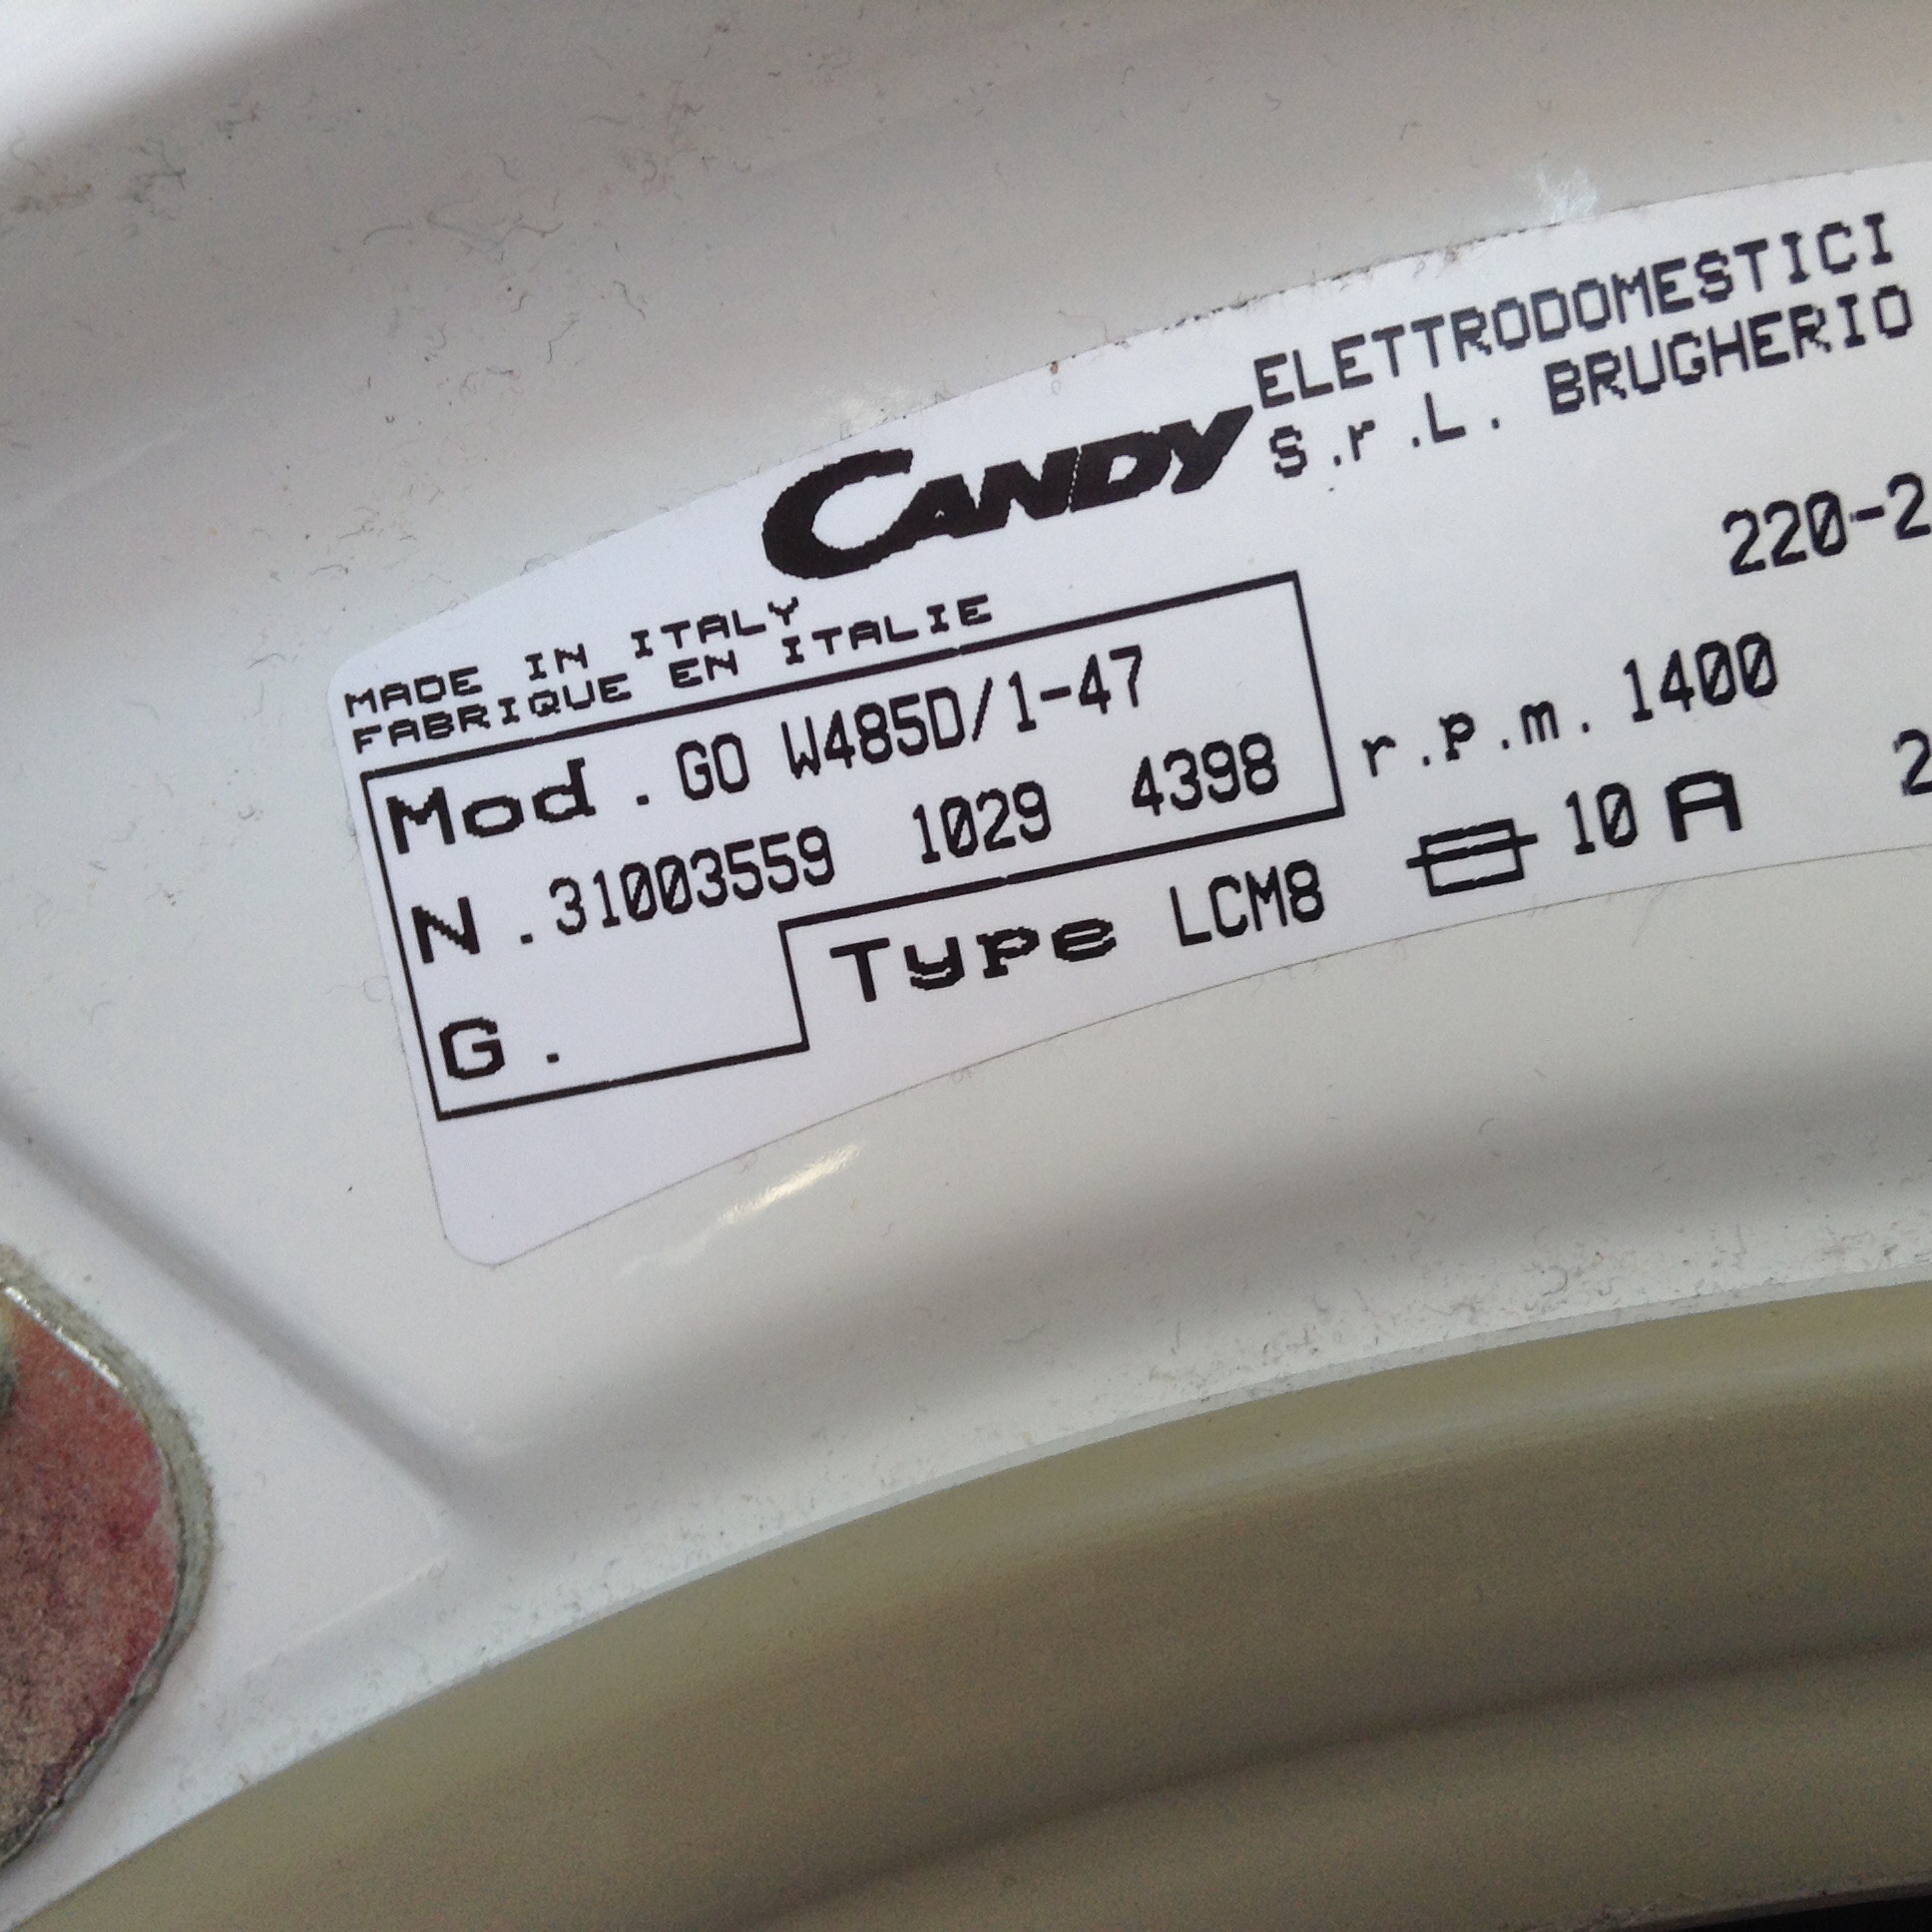 CANDY ELETTRODOMESTICI
S.r.L. BRUGHERIO
MADE IN ITALY
FABRIQUE EN ITALIE
220-2
Mod. GO W485D/1-47
r.p.m. 1400
N. 31003559 1029 4398
G.
Type LCM8
10 A
2